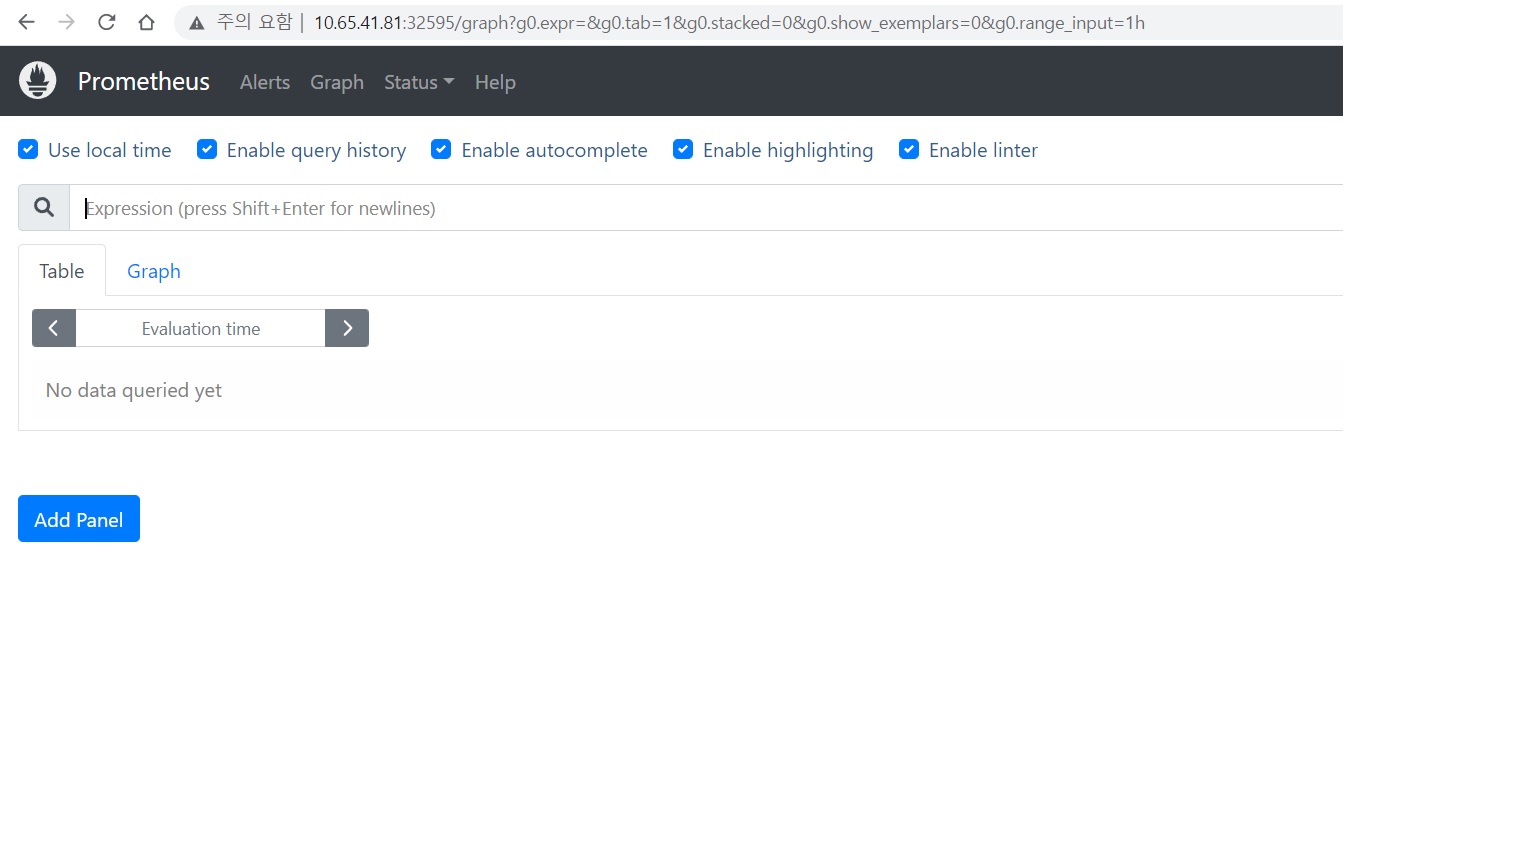 주의 요함 | 10.65.41.81:32595/graph?g0.expr=&g0.tab=1&g0.stacked=0&g0.show_exemplars=0&g0.range_input=1h
Prometheus Alerts Graph Status Help
Use local time Enable query history Enable autocomplete Enable highlighting Enable linter
Expression (press Shift+Enter for newlines)
Table Graph
Evaluation time
No data queried yet
Add Panel